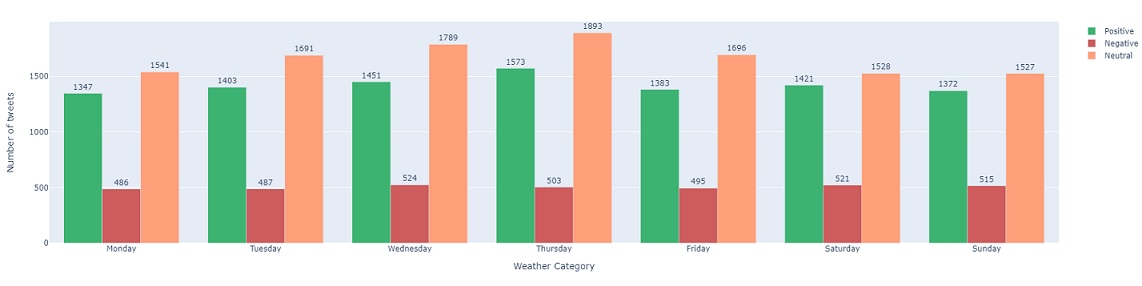 1893
1789
1691
1696
1573
1541
1528
1527
1451
1403
1421
1347
1383
1372
486
487
524
503
495
521
515
1500
1000
500
0
Number of tweets
Monday
Tuesday
Wednesday
Thursday
Friday
Saturday
Sunday
Weather Category
Positive
Negative
Neutral